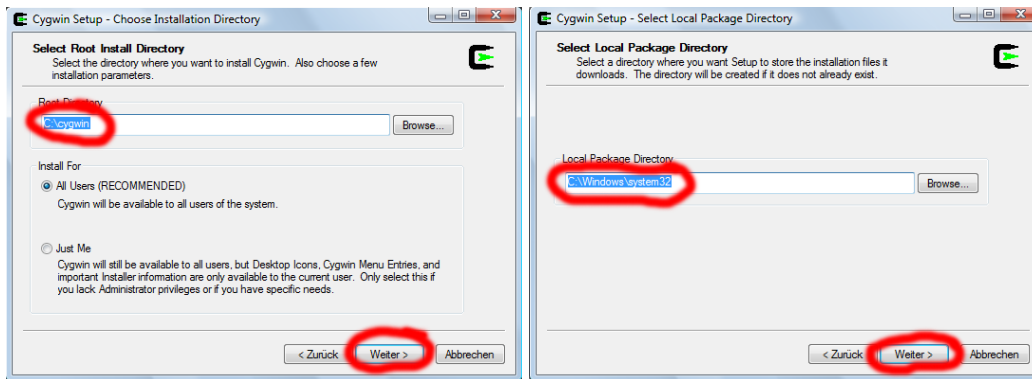 Cygwin Setup - Choose Installation Directory
Select Root Install Directory
Select the directory where you want to install Cygwin. Also choose a few
installation parameters.
Root Directory
C:\cygwin
Browse...
Install For
All Users (RECOMMENDED)
Cygwin will be available to all users of the system.
Just Me
Cygwin will still be available to all users, but Desktop Icons, Cygwin Menu Entries, and
important Installer information are only available to the current user. Only select this if
you lack Administrator privileges or if you have specific needs.
< Zurück
Weiter >
Abbrechen
Cygwin Setup - Select Local Package Directory
Select Local Package Directory
Select a directory where you want Setup to store the installation files it
downloads. The directory will be created if it does not already exist.
Local Package Directory
C:\Windows\system32
Browse...
< Zurück
Weiter >
Abbrechen